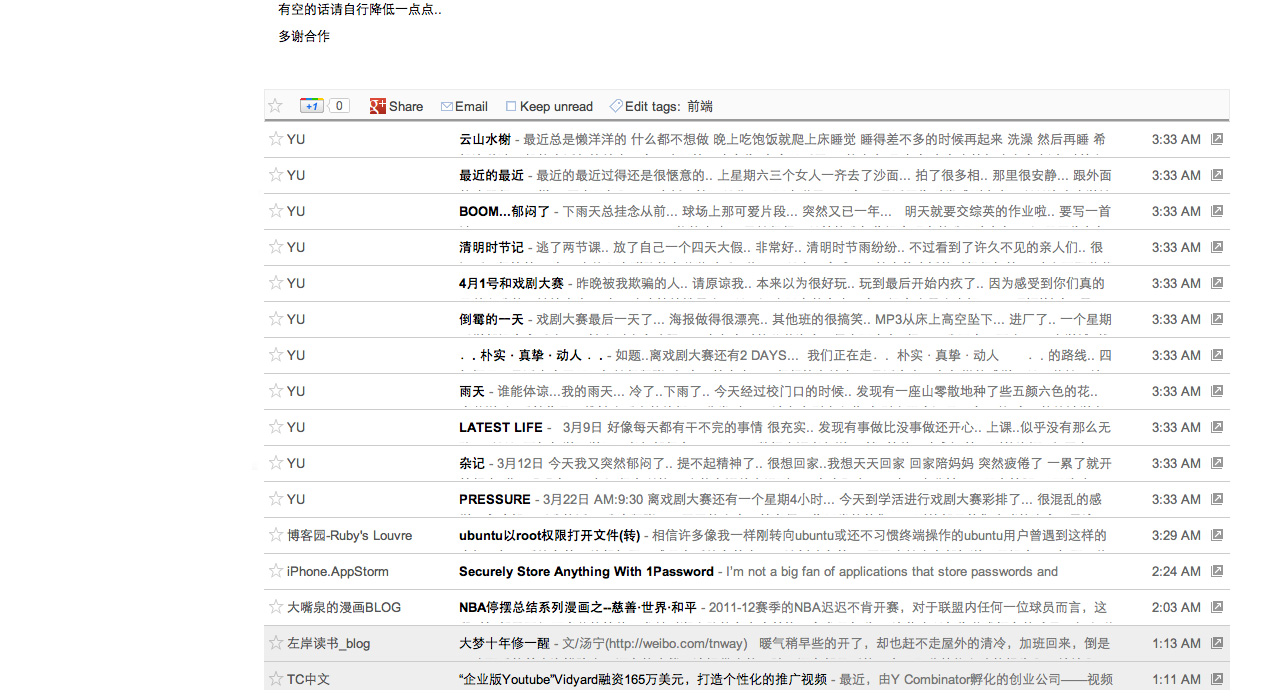 有空的话请自行降低一点点..
多谢合作
+1 0 Share Email Keep unread Edit tags: 前端
YU 云山水榭 - 最近总是懒洋洋的 什么都不想做 晚上吃饱饭就爬上床睡觉 睡得差不多的时候再起来 洗澡 然后再睡 希 3:33 AM
YU 最近的最近 - 最近的最近过得还是很惬意的.. 上星期六三个女人一齐去了沙面... 拍了很多相.. 那里很安静... 跟外面 3:33 AM
YU BOOM...郁闷了 - 下雨天总挂念从前... 球场上那可爱片段... 突然又已一年... 明天就要交综英的作业啦.. 要写一首 3:33 AM
YU 清明时节记 - 逃了两节课.. 放了自己一个四天大假.. 非常好.. 清明时节雨纷纷.. 不过看到了许久不见的亲人们.. 很 3:33 AM
YU 4月1号和戏剧大赛 - 昨晚被我欺骗的人.. 请原谅我.. 本来以为很好玩.. 玩到最后开始内疚了.. 因为感受到你们真的 3:33 AM
YU 倒霉的一天 - 戏剧大赛最后一天了... 海报做得很漂亮.. 其他班的很搞笑.. MP3从床上高空坠下... 进厂了.. 一个星期 3:33 AM
YU . . 朴实 · 真挚 · 动人 . . - 如题..离戏剧大赛还有2 DAYS... 我们正在走. . 朴实 · 真挚 · 动人 . . 的路线.. 四 3:33 AM
YU 雨天 - 谁能体谅...我的雨天... 冷了..下雨了.. 今天经过校门口的时候.. 发现有一座山零散地种了些五颜六色的花.. 3:33 AM
YU LATEST LIFE - 3月9日 好像每天都有干不完的事情 很充实.. 发现有事做比没事做还开心.. 上课..似乎没有那么无 3:33 AM
YU 杂记 - 3月12日 今天我又突然郁闷了.. 提不起精神了.. 很想回家..我想天天回家 回家陪妈妈 突然疲倦了 一累了就开 3:33 AM
YU PRESSURE - 3月22日 AM:9:30 离戏剧大赛还有一个星期4小时... 今天到学活进行戏剧大赛彩排了... 很混乱的感 3:33 AM
博客园-Ruby's Louvre ubuntu以root权限打开文件(转) - 相信许多像我一样刚转向ubuntu或还不习惯终端操作的ubuntu用户曾遇到这样的 3:29 AM
iPhone.AppStorm Securely Store Anything With 1Password - I'm not a big fan of applications that store passwords and 2:24 AM
大嘴泉的漫画BLOG NBA停摆总结系列漫画之--慈善·世界·和平 - 2011-12赛季的NBA迟迟不肯开赛，对于联盟内任何一位球员而言，这 2:03 AM
左岸读书_blog 大梦十年修一醒 - 文/汤宁(http://weibo.com/tnway) 暖气稍早些的开了，却也赶不走屋外的清冷，加班回来，倒是 1:13 AM
TC中文 “企业版Youtube”Vidyard融资165万美元，打造个性化的推广视频 - 最近，由Y Combinator孵化的创业公司——视频 1:11 AM